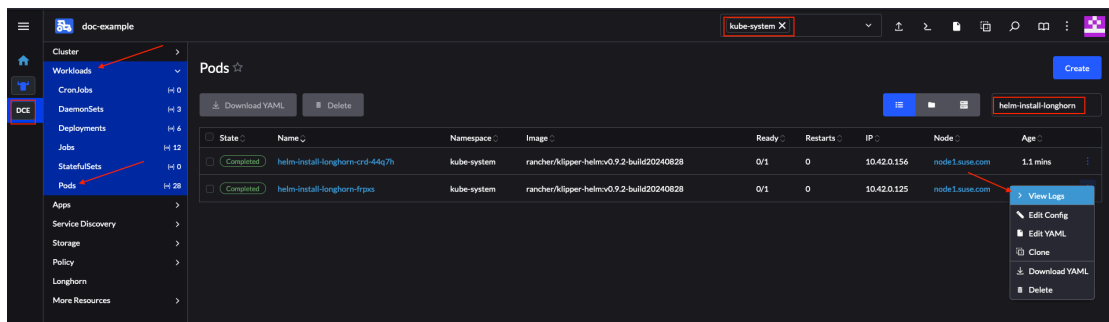 doc-example
kube-system X
Cluster
Workloads
CronJobs 0
DaemonSets 3
Deployments 6
Jobs 12
StatefulSets 0
Pods 28
Apps
Service Discovery
Storage
Policy
Longhorn
More Resources
DCE
Pods
Create
Download YAML
Delete
helm-install-longhorn
State Name Namespace Image Ready Restarts IP Node Age
Completed helm-install-longhorn-crd-44q7h kube-system rancher/klipper-helm:v0.9.2-build20240828 0/1 0 10.42.0.156 node1.suse.com 1.1 mins
Completed helm-install-longhorn-frpxs kube-system rancher/klipper-helm:v0.9.2-build20240828 0/1 0 10.42.0.125 node1.suse.com
View Logs
Edit Config
Edit YAML
Clone
Download YAML
Delete